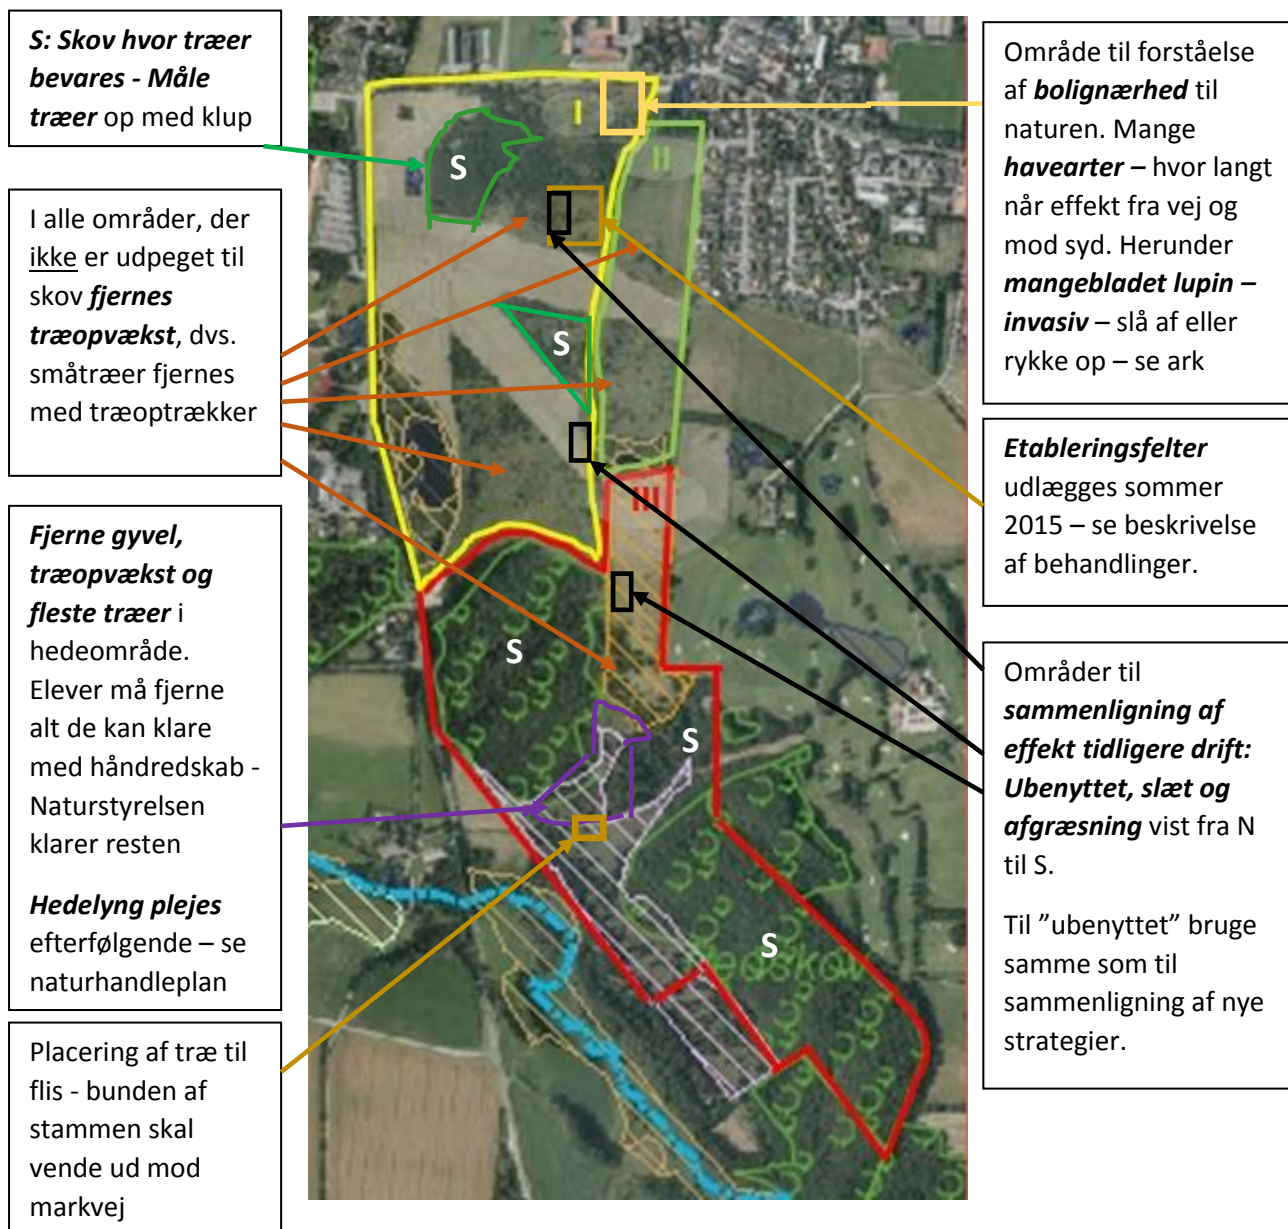 S: Skov hvor træer
bevares - Måle
træer op med klup
I alle områder, der
ikke er udpeget til
skov fjernes
træopvækst, dvs.
småtræer fjernes
med træoptrækker
Fjerne gyvel,
træopvækst og
fleste træer i
hedeområde.
Elever må fjerne
alt de kan klare
med håndredskab -
Naturstyrelsen
klarer resten
Hedelyng plejes
efterfølgende – se
naturhandleplan
Placering af træ til
flis - bunden af
stammen skal
vende ud mod
markvej
I
II
S
S
III
S
S
S
edskov
Område til forståelse
af bolignærhed til
naturen. Mange
havearter – hvor langt
når effekt fra vej og
mod syd. Herunder
mangebladet lupin –
invasiv – slå af eller
rykke op – se ark
Etableringsfelter
udlægges sommer
2015 – se beskrivelse
af behandlinger.
Områder til
sammenligning af
effekt tidligere drift:
Ubenyttet, slæt og
afgræsning vist fra N
til S.
Til ”ubenyttet” bruge
samme som til
sammenligning af nye
strategier.